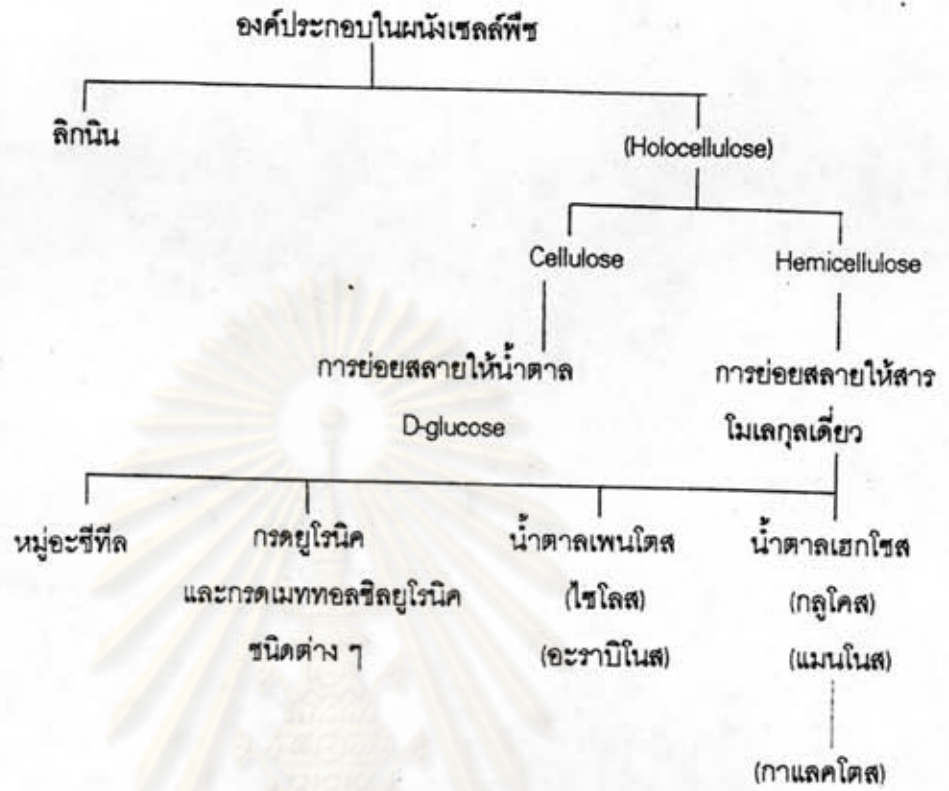 องค์ประกอบในผนังเซลล์พืช
ลิกนิน
(Holocellulose)
Cellulose
Hemicellulose
การย่อยสลายให้น้ำตาล
D-glucose
การย่อยสลายให้สาร
โมเลกุลเดี่ยว
หมู่อะซีทีล
กรดยูโรนิค
และกรดเมททอลซิลยูโรนิค
ชนิดต่าง ๆ
น้ำตาลเพนโตส
(ไซโลส)
(อะราบิโนส)
น้ำตาลเฮกโซส
(กลูโคส)
(แมนโนส)
(กาแลคโตส)